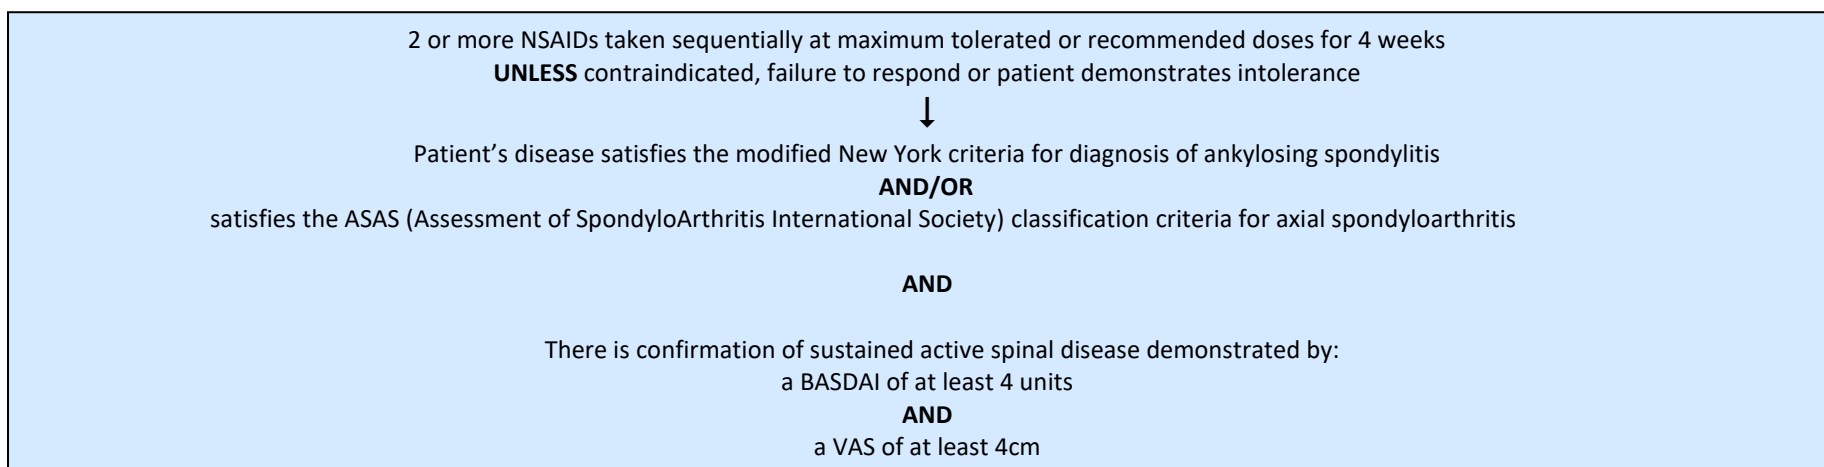 2 or more NSAIDs taken sequentially at maximum tolerated or recommended doses for 4 weeks
UNLESS contraindicated, failure to respond or patient demonstrates intolerance
↓
Patient’s disease satisfies the modified New York criteria for diagnosis of ankylosing spondylitis
AND/OR
satisfies the ASAS (Assessment of SpondyloArthritis International Society) classification criteria for axial spondyloarthritis
AND
There is confirmation of sustained active spinal disease demonstrated by:
a BASDAI of at least 4 units
AND
a VAS of at least 4cm